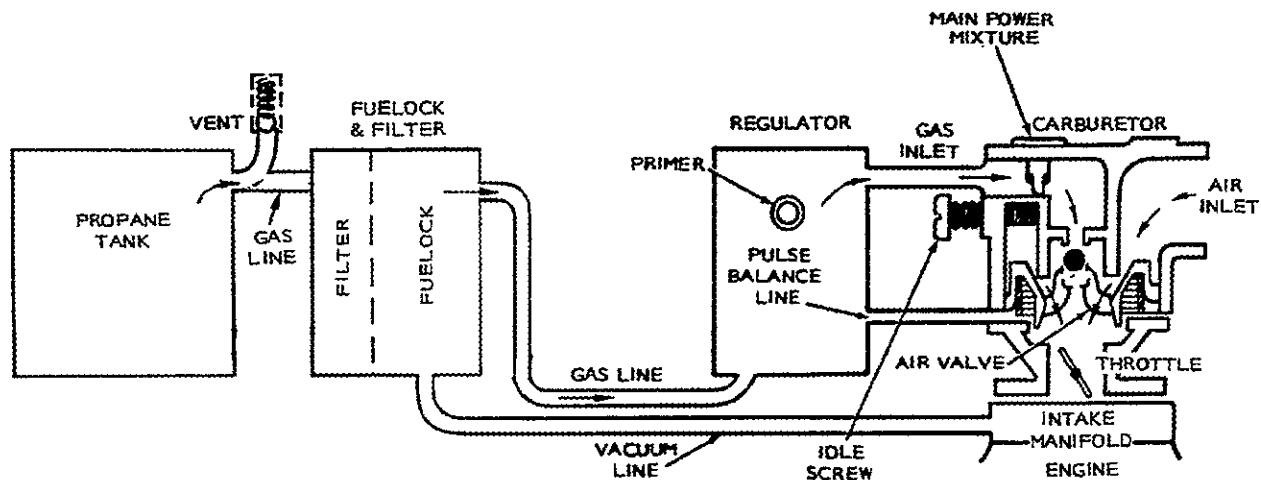 MAIN POWER
MIXTURE
VENT
FUELOCK
& FILTER
REGULATOR
GAS
INLET
CARBURETOR
PRIMER
AIR
INLET
PROPANE
TANK
GAS
LINE
FILTER
FUELOCK
PULSE
BALANCE
LINE
GAS LINE
AIR VALVE
THROTTLE
VACUUM
LINE
IDLE
SCREW
INTAKE
MANIFOLD
ENGINE